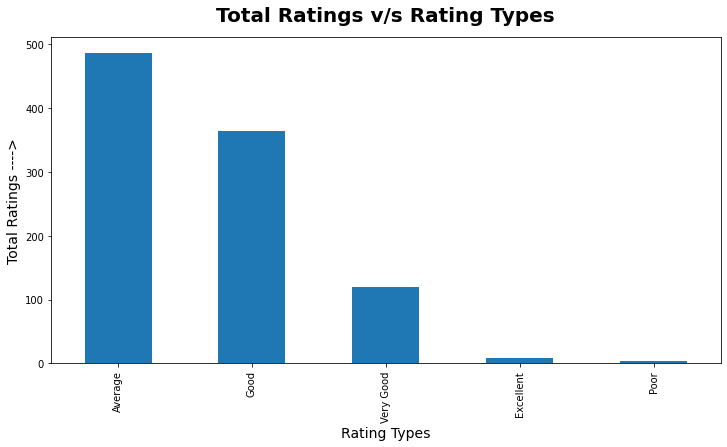 Total Ratings v/s Rating Types
Total Ratings ---->
500
400
300
200
100
0
Average
Good
Very Good
Excellent
Poor
Rating Types